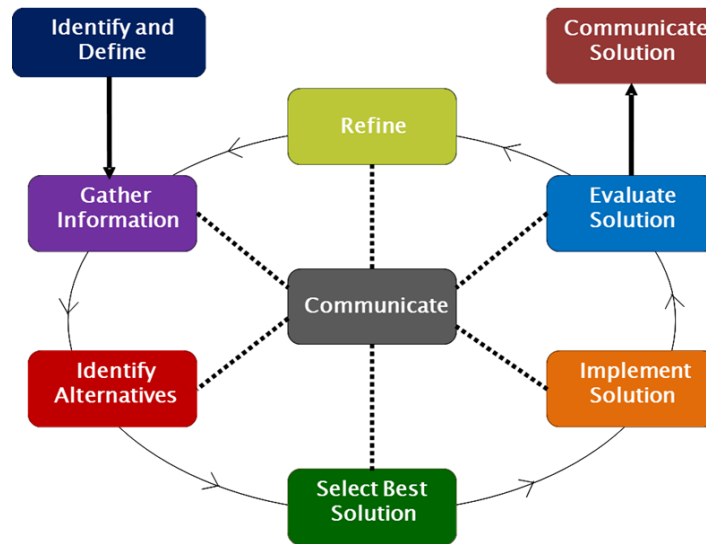 Identify and
Define
Communicate
Solution
Refine
Gather
Information
Evaluate
Solution
Communicate
Identify
Alternatives
Implement
Solution
Select Best
Solution